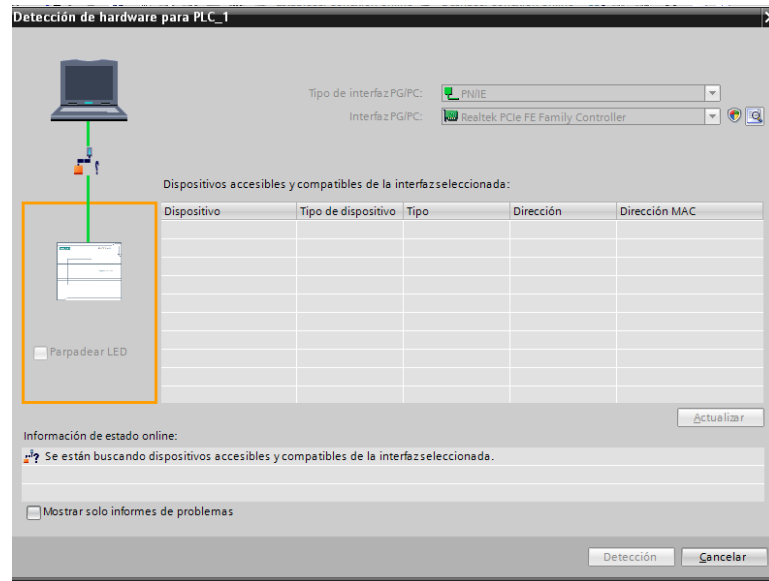 Detección de hardware para PLC_1
Tipo de interfaz PG/PC: PN/IE
Interfaz PG/PC: Realtek PCIe FE Family Controller
Dispositivos accesibles y compatibles de la interfaz seleccionada:
Dispositivo Tipo de dispositivo Tipo Dirección Dirección MAC
Parpadear LED
Actualizar
Información de estado online:
Se están buscando dispositivos accesibles y compatibles de la interfaz seleccionada.
Mostrar solo informes de problemas
Detección Cancelar